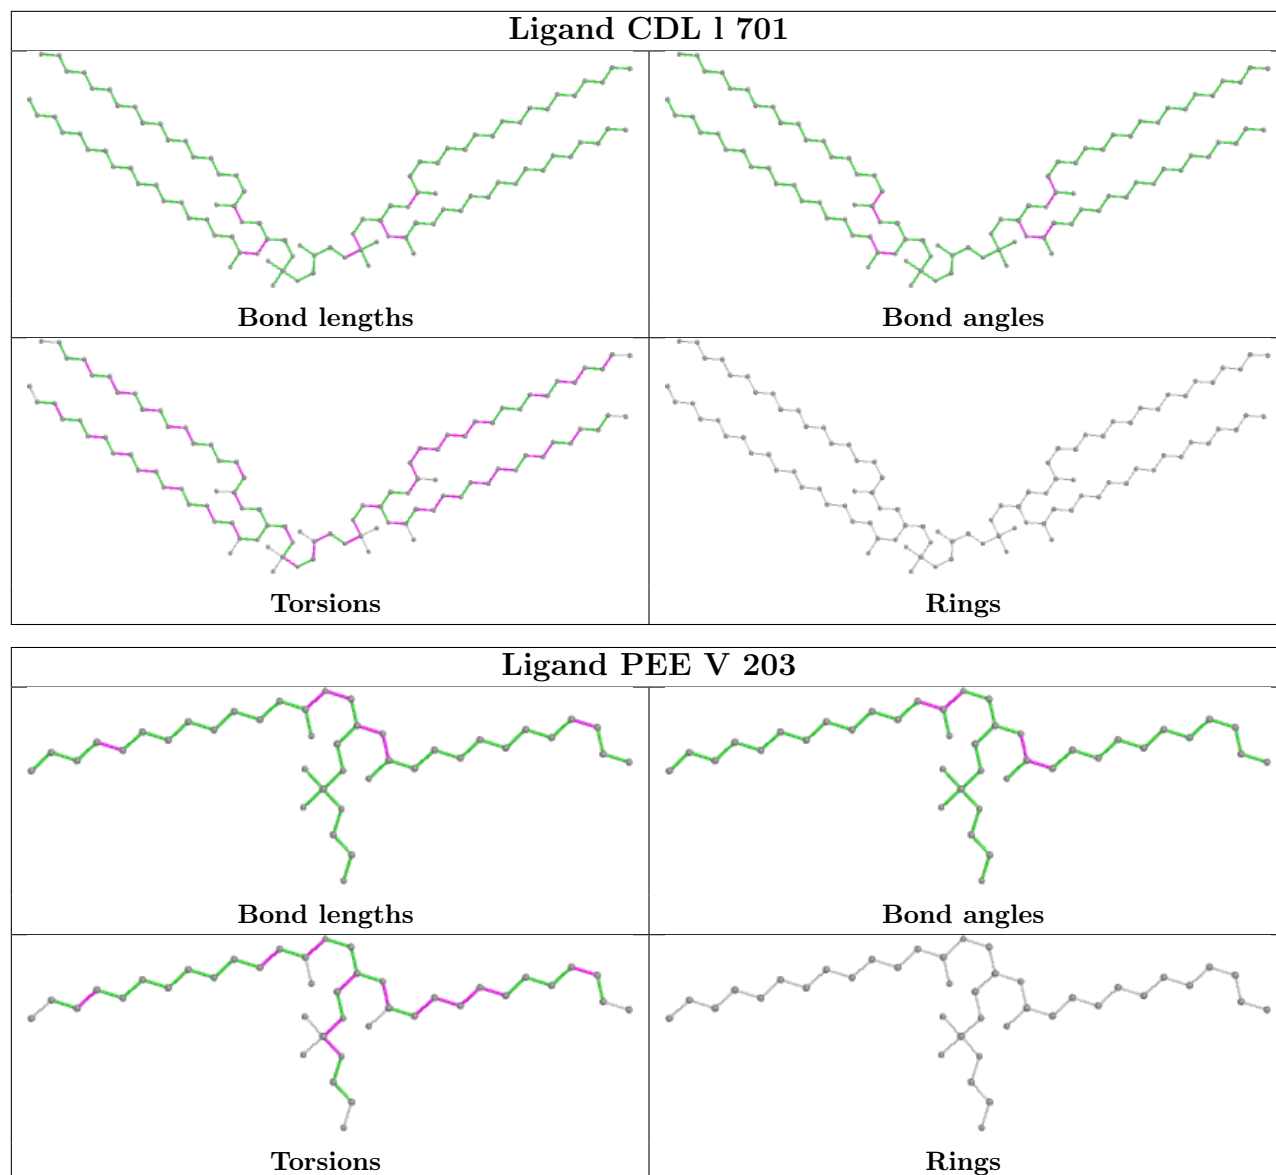 Ligand CDL l 701
Bond lengths
Bond angles
Torsions
Rings
Ligand PEE V 203
Bond lengths
Bond angles
Torsions
Rings